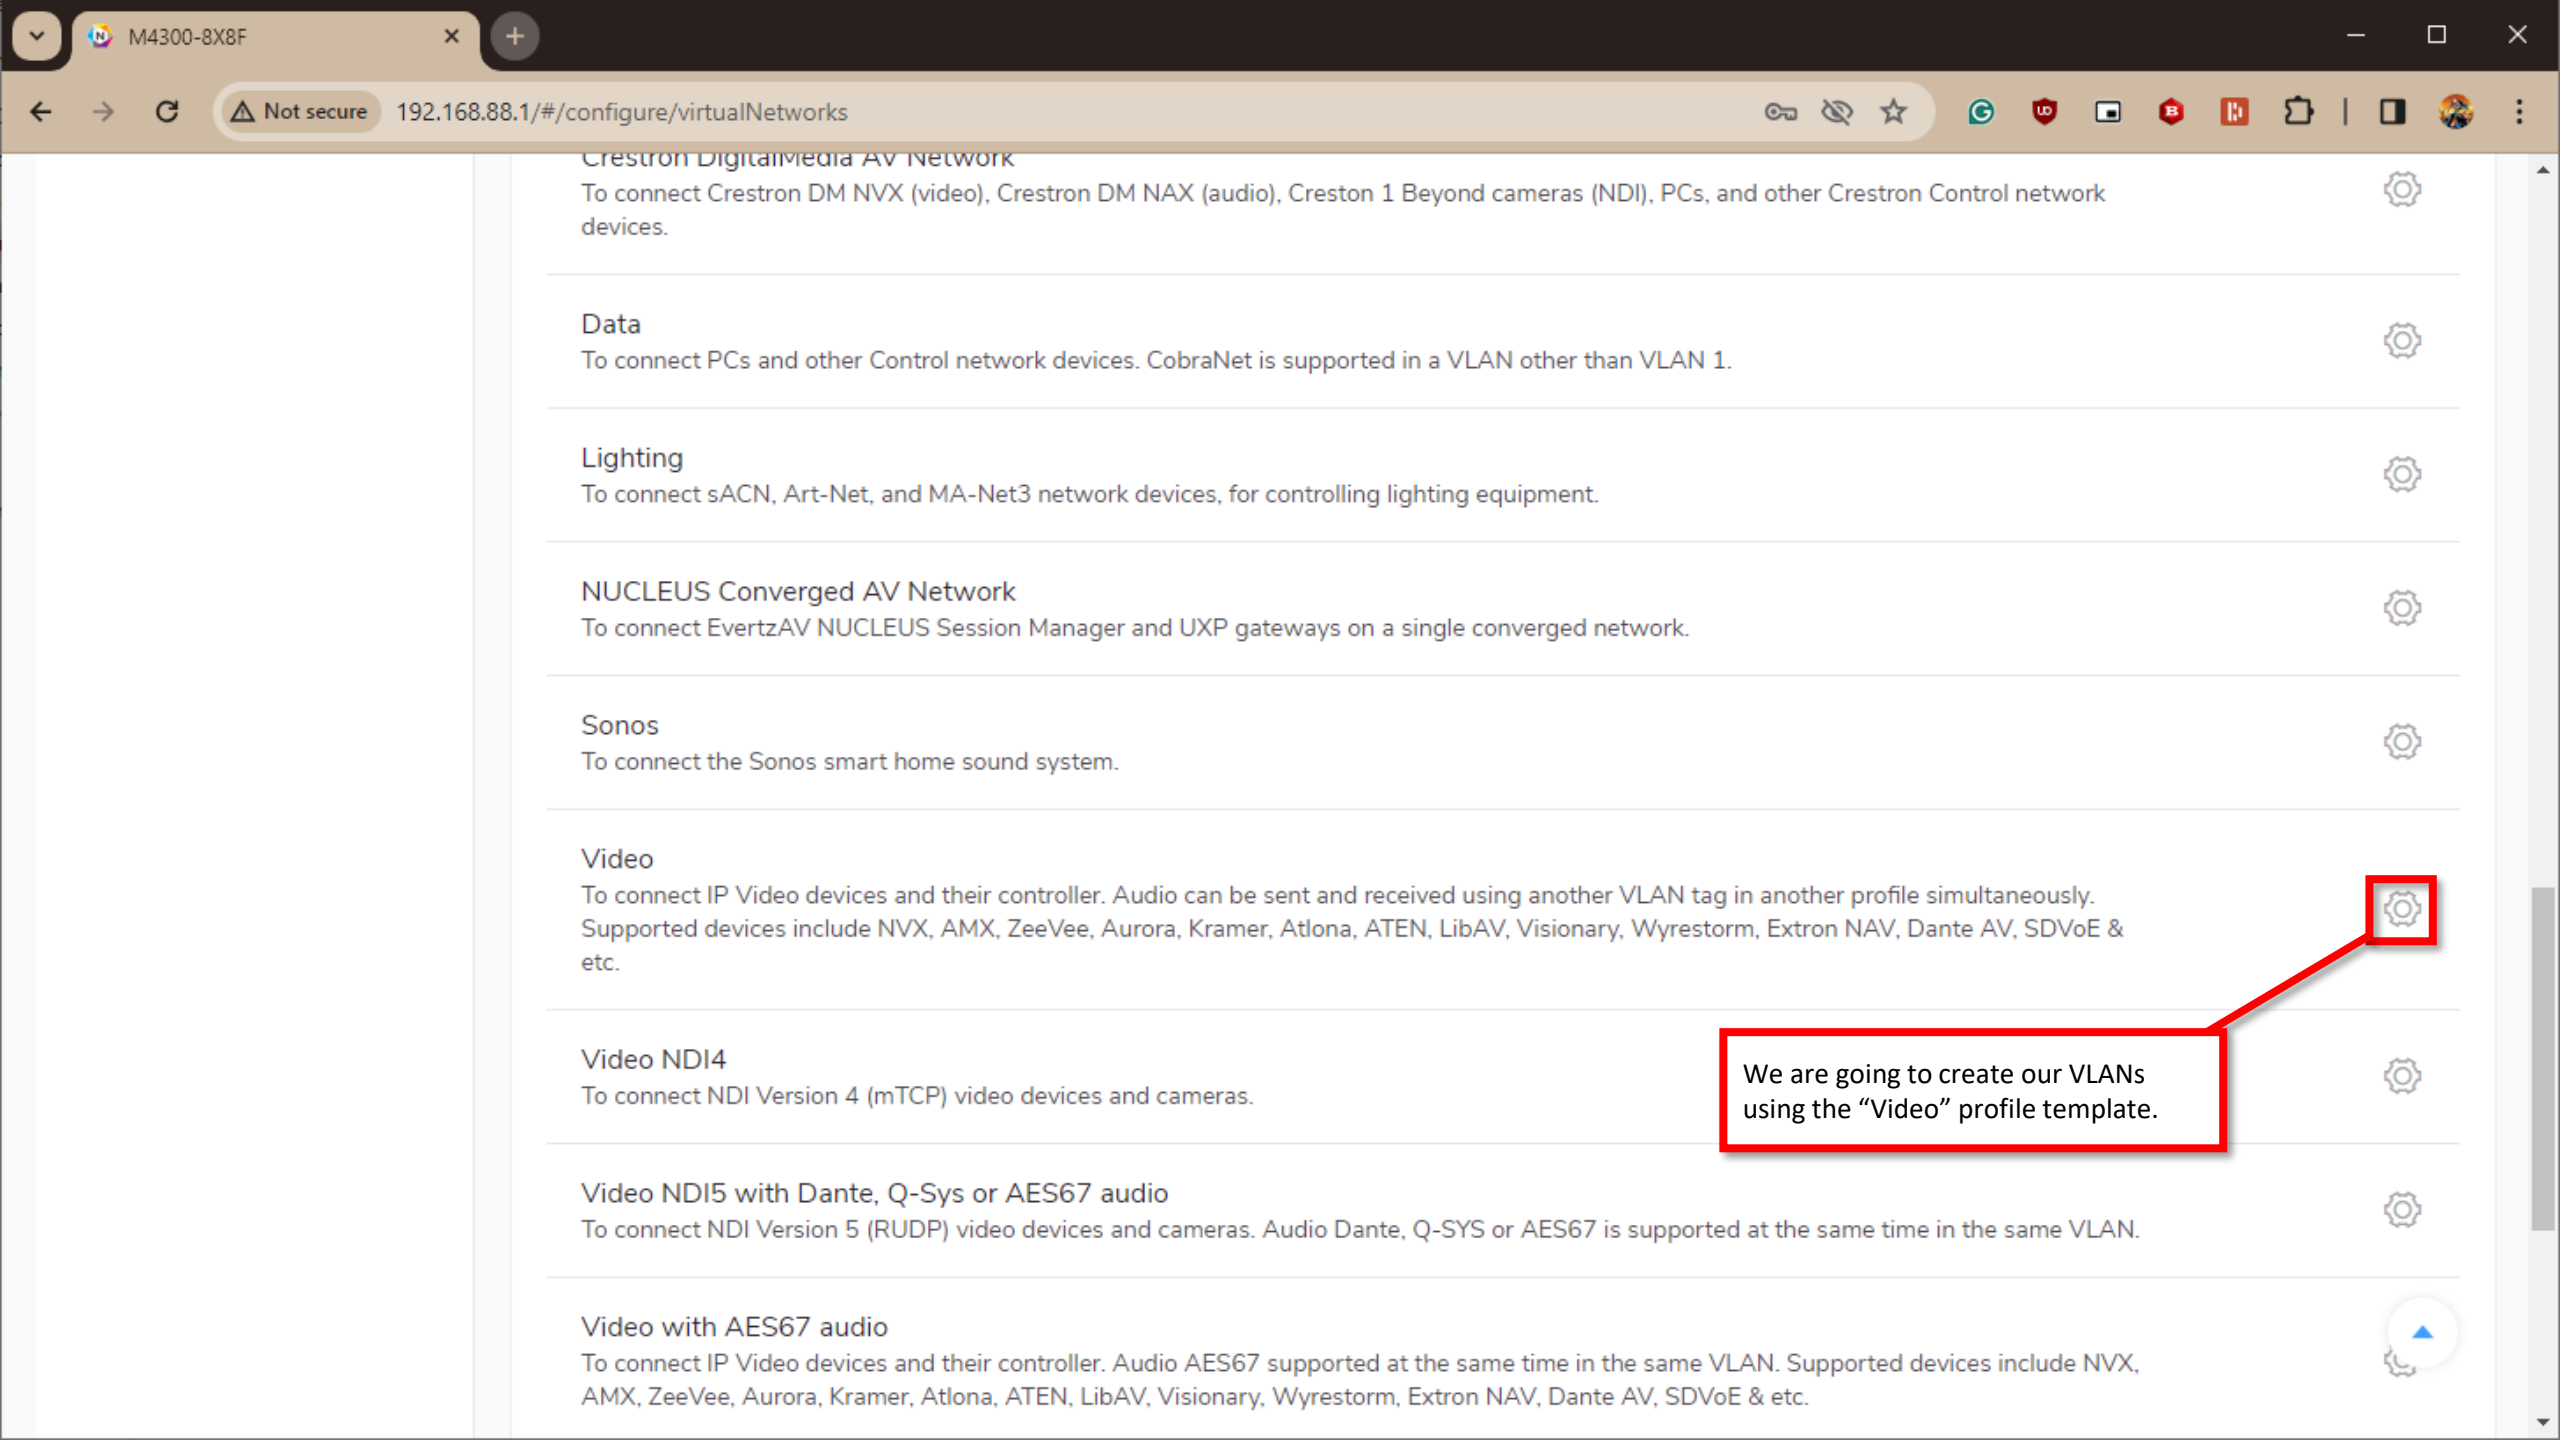 M4300-8X8F
Not secure
192.168.88.1/#/configure/virtualNetworks
Crestron DigitalMedia AV Network
To connect Crestron DM NVX (video), Crestron DM NAX (audio), Creston 1 Beyond cameras (NDI), PCs, and other Crestron Control network
devices.
Data
To connect PCs and other Control network devices. CobraNet is supported in a VLAN other than VLAN 1.
Lighting
To connect sACN, Art-Net, and MA-Net3 network devices, for controlling lighting equipment.
NUCLEUS Converged AV Network
To connect EvertzAV NUCLEUS Session Manager and UXP gateways on a single converged network.
Sonos
To connect the Sonos smart home sound system.
Video
To connect IP Video devices and their controller. Audio can be sent and received using another VLAN tag in another profile simultaneously.
Supported devices include NVX, AMX, ZeeVee, Aurora, Kramer, Atlona, ATEN, LibAV, Visionary, Wyrestorm, Extron NAV, Dante AV, SDVoE &
etc.
Video NDI4
To connect NDI Version 4 (mTCP) video devices and cameras.
We are going to create our VLANs
using the “Video” profile template.
Video NDI5 with Dante, Q-Sys or AES67 audio
To connect NDI Version 5 (RUDP) video devices and cameras. Audio Dante, Q-SYS or AES67 is supported at the same time in the same VLAN.
Video with AES67 audio
To connect IP Video devices and their controller. Audio AES67 supported at the same time in the same VLAN. Supported devices include NVX,
AMX, ZeeVee, Aurora, Kramer, Atlona, ATEN, LibAV, Visionary, Wyrestorm, Extron NAV, Dante AV, SDVoE & etc.